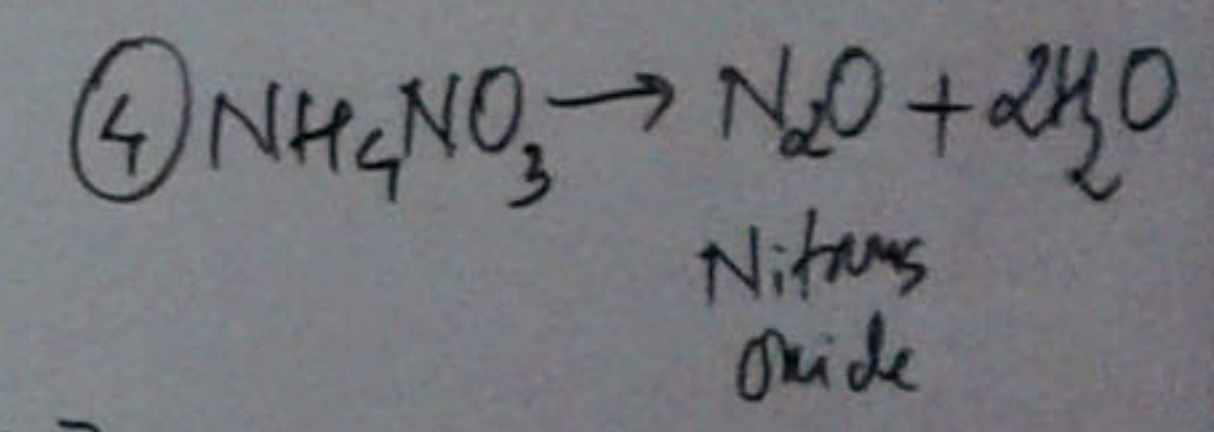 ④ NH₄NO₃ → N₂O + 2H₂O
Nitrous
Oxide